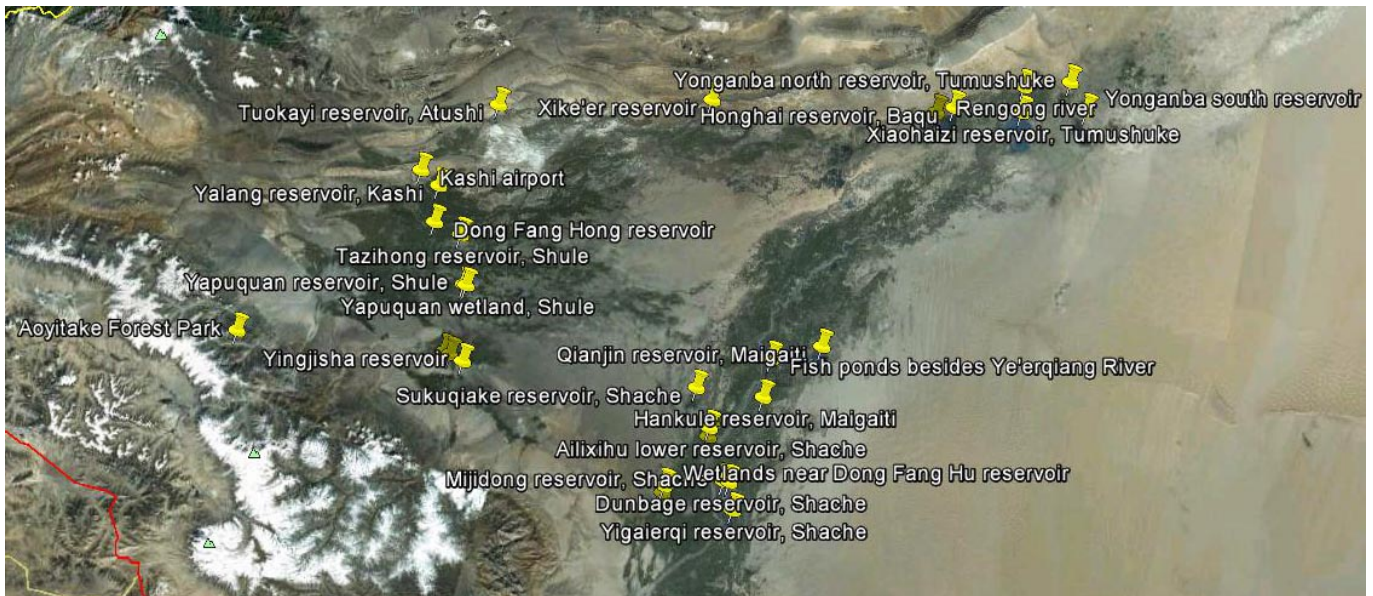 Yonganba north reservoir, Tumushuke
Yonganba south reservoir
Tuokayi reservoir, Atushi
Xike'er reservoir
Honghai reservoir, Baqu
Rengong river
Xiaohaizi reservoir, Tumushuke
Kashi airport
Yalang reservoir, Kashi
Dong Fang Hong reservoir
Tazihong reservoir, Shule
Yapuquan reservoir, Shule
Yapuquan wetland, Shule
Aoyitake Forest Park
Yingjisha reservoir
Qianjin reservoir, Maigaiti
Fish ponds besides Ye'erqiang River
Sukuqiake reservoir, Shache
Hankule reservoir, Maigaiti
Ailixihu lower reservoir, Shache
Mijidong reservoir, Shache
Wetlands near Dong Fang Hu reservoir
Dunbage reservoir, Shache
Yigaierqi reservoir, Shache